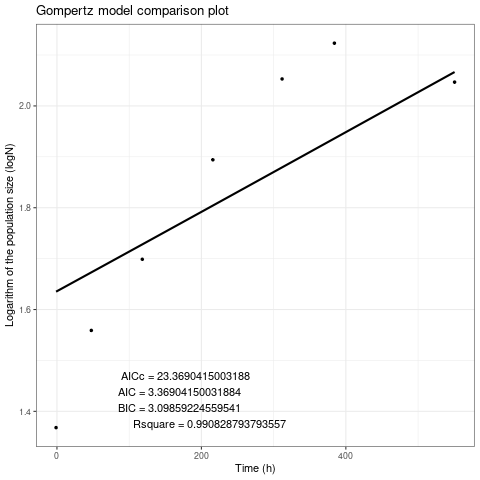 Gompertz model comparison plot
Logarithm of the population size (logN)
2.0
1.8
1.6
1.4
AICc = 23.3690415003188
AIC = 3.36904150031884
BIC = 3.09859224559541
Rsquare = 0.990828793793557
0
200
400
Time (h)